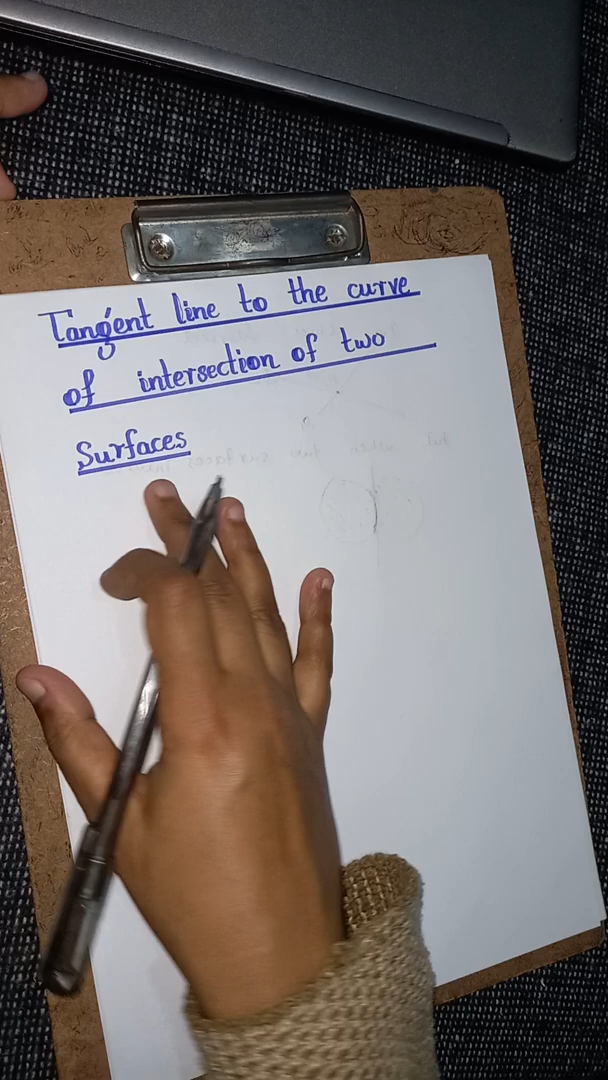 Tangent line to the curve
of intersection of two
Surfaces